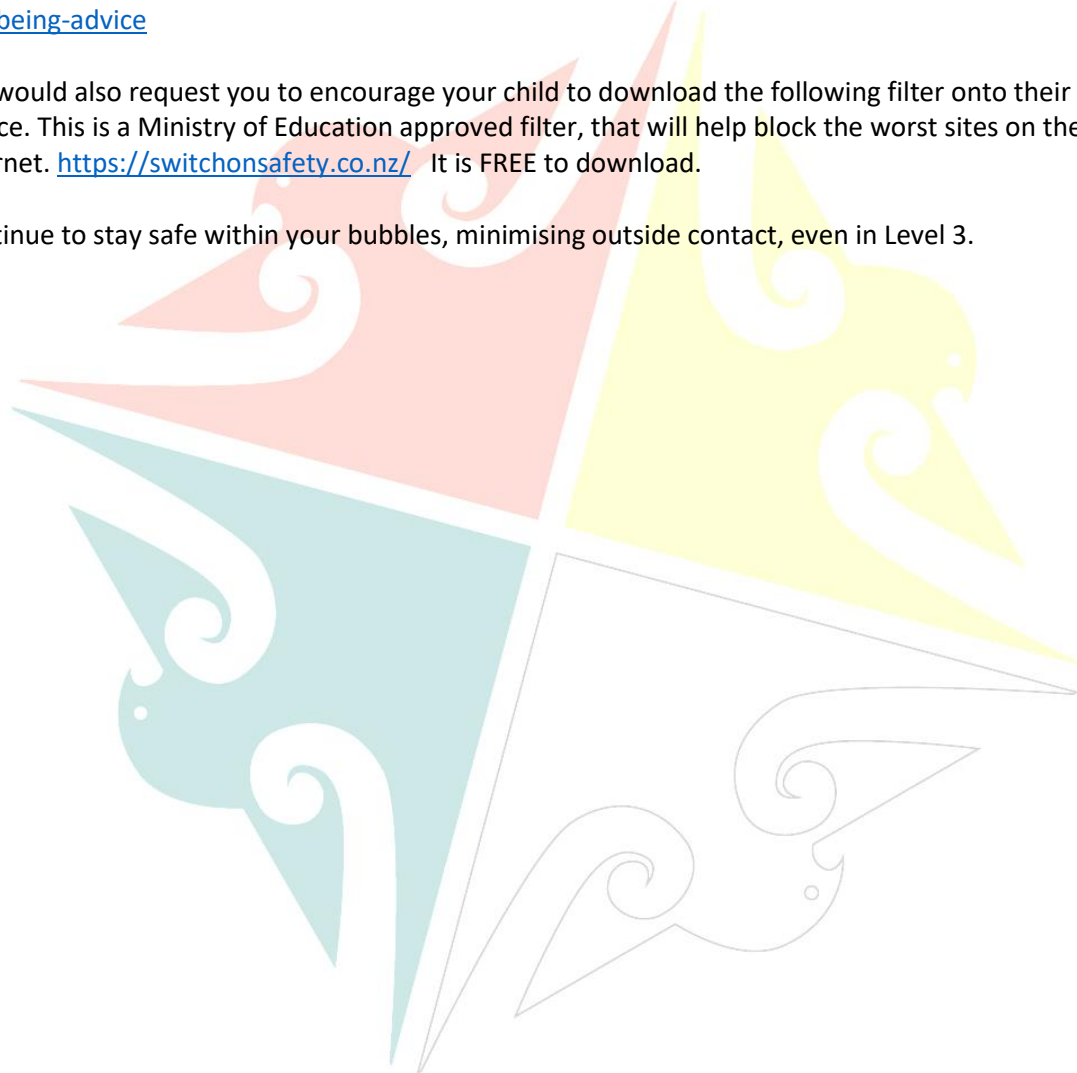 being-advice
would also request you to encourage your child to download the following filter onto their
ce. This is a Ministry of Education approved filter, that will help block the worst sites on the
rnet. https://switchonsafety.co.nz/ It is FREE to download.
tinue to stay safe within your bubbles, minimising outside contact, even in Level 3.